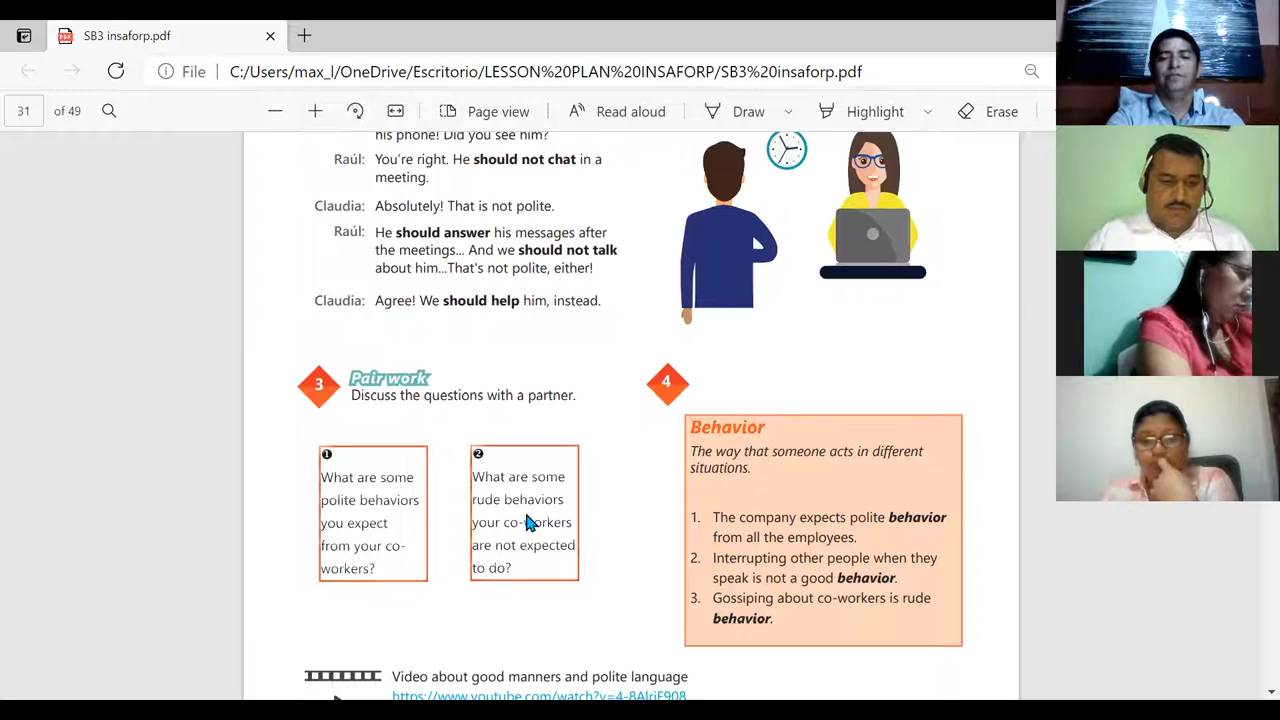 SB3 insaforp.pdf
File
C:/Users/max_l/OneDrive/Escritorio/LESSEN%20PLAN%20INSAFORP/SB3%20insaforp.pdf
31
of 49
Page view
Read aloud
Draw
Highlight
Erase
his phone! Did you see him?
Raúl: You're right. He should not chat in a
meeting.
Claudia: Absolutely! That is not polite.
Raúl: He should answer his messages after
the meetings... And we should not talk
about him...That's not polite, either!
Claudia: Agree! We should help him, instead.
3
Pair work
Discuss the questions with a partner.
1
What are some
polite behaviors
you expect
from your co-
workers?
2
What are some
rude behaviors
your co-workers
are not expected
to do?
4
Behavior
The way that someone acts in different
situations.
1. The company expects polite behavior
from all the employees.
2. Interrupting other people when they
speak is not a good behavior.
3. Gossiping about co-workers is rude
behavior.
Video about good manners and polite language